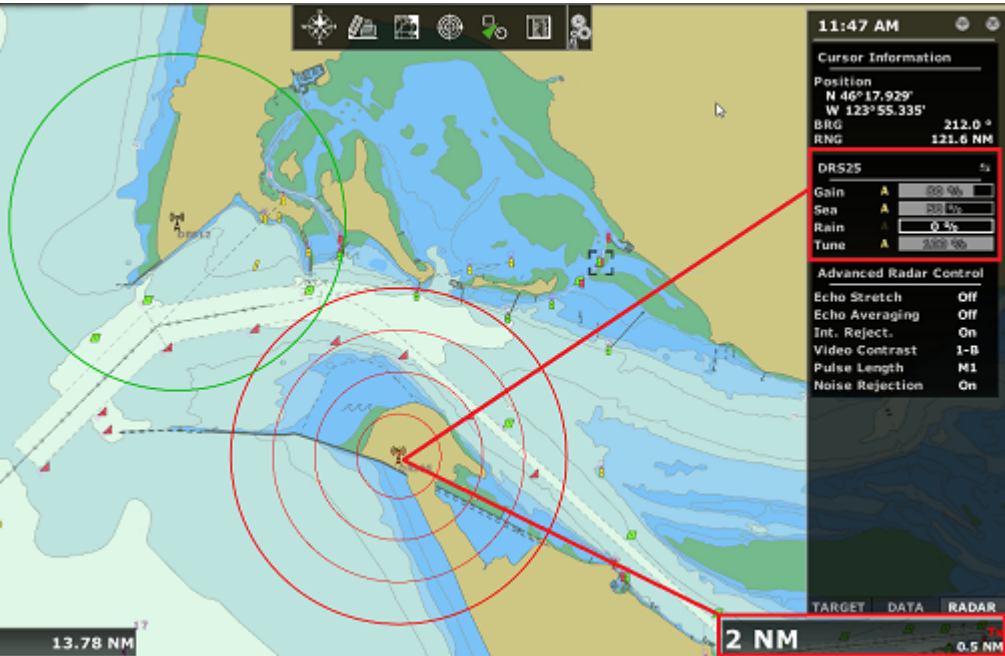 11:47 AM
Cursor Information
Position
N 46°17.929'
W 123°55.335'
BRG 212.0 °
RNG 121.6 NM
DRS25
Gain A
Sea A
Rain A 0 %
Tune A
Advanced Radar Control
Echo Stretch Off
Echo Averaging Off
Int. Reject. On
Video Contrast 1-B
Pulse Length M1
Noise Rejection On
TARGET DATA RADAR
17
13.78 NM
2 NM
0.5 NM